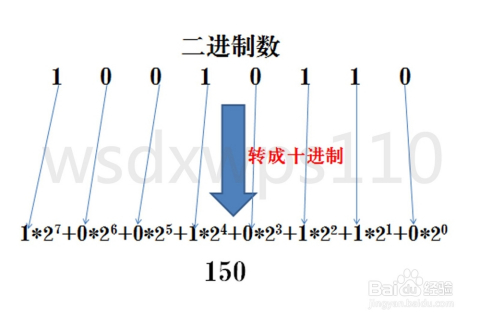 二进制数
1 0 0 1 0 1 1 0
转成十进制
wsdxwps110
1*2⁷+0*2⁶+0*2⁵+1*2⁴+0*2³+1*2²+1*2¹+0*2⁰
150
Baidu经验
jingyan.baidu.com